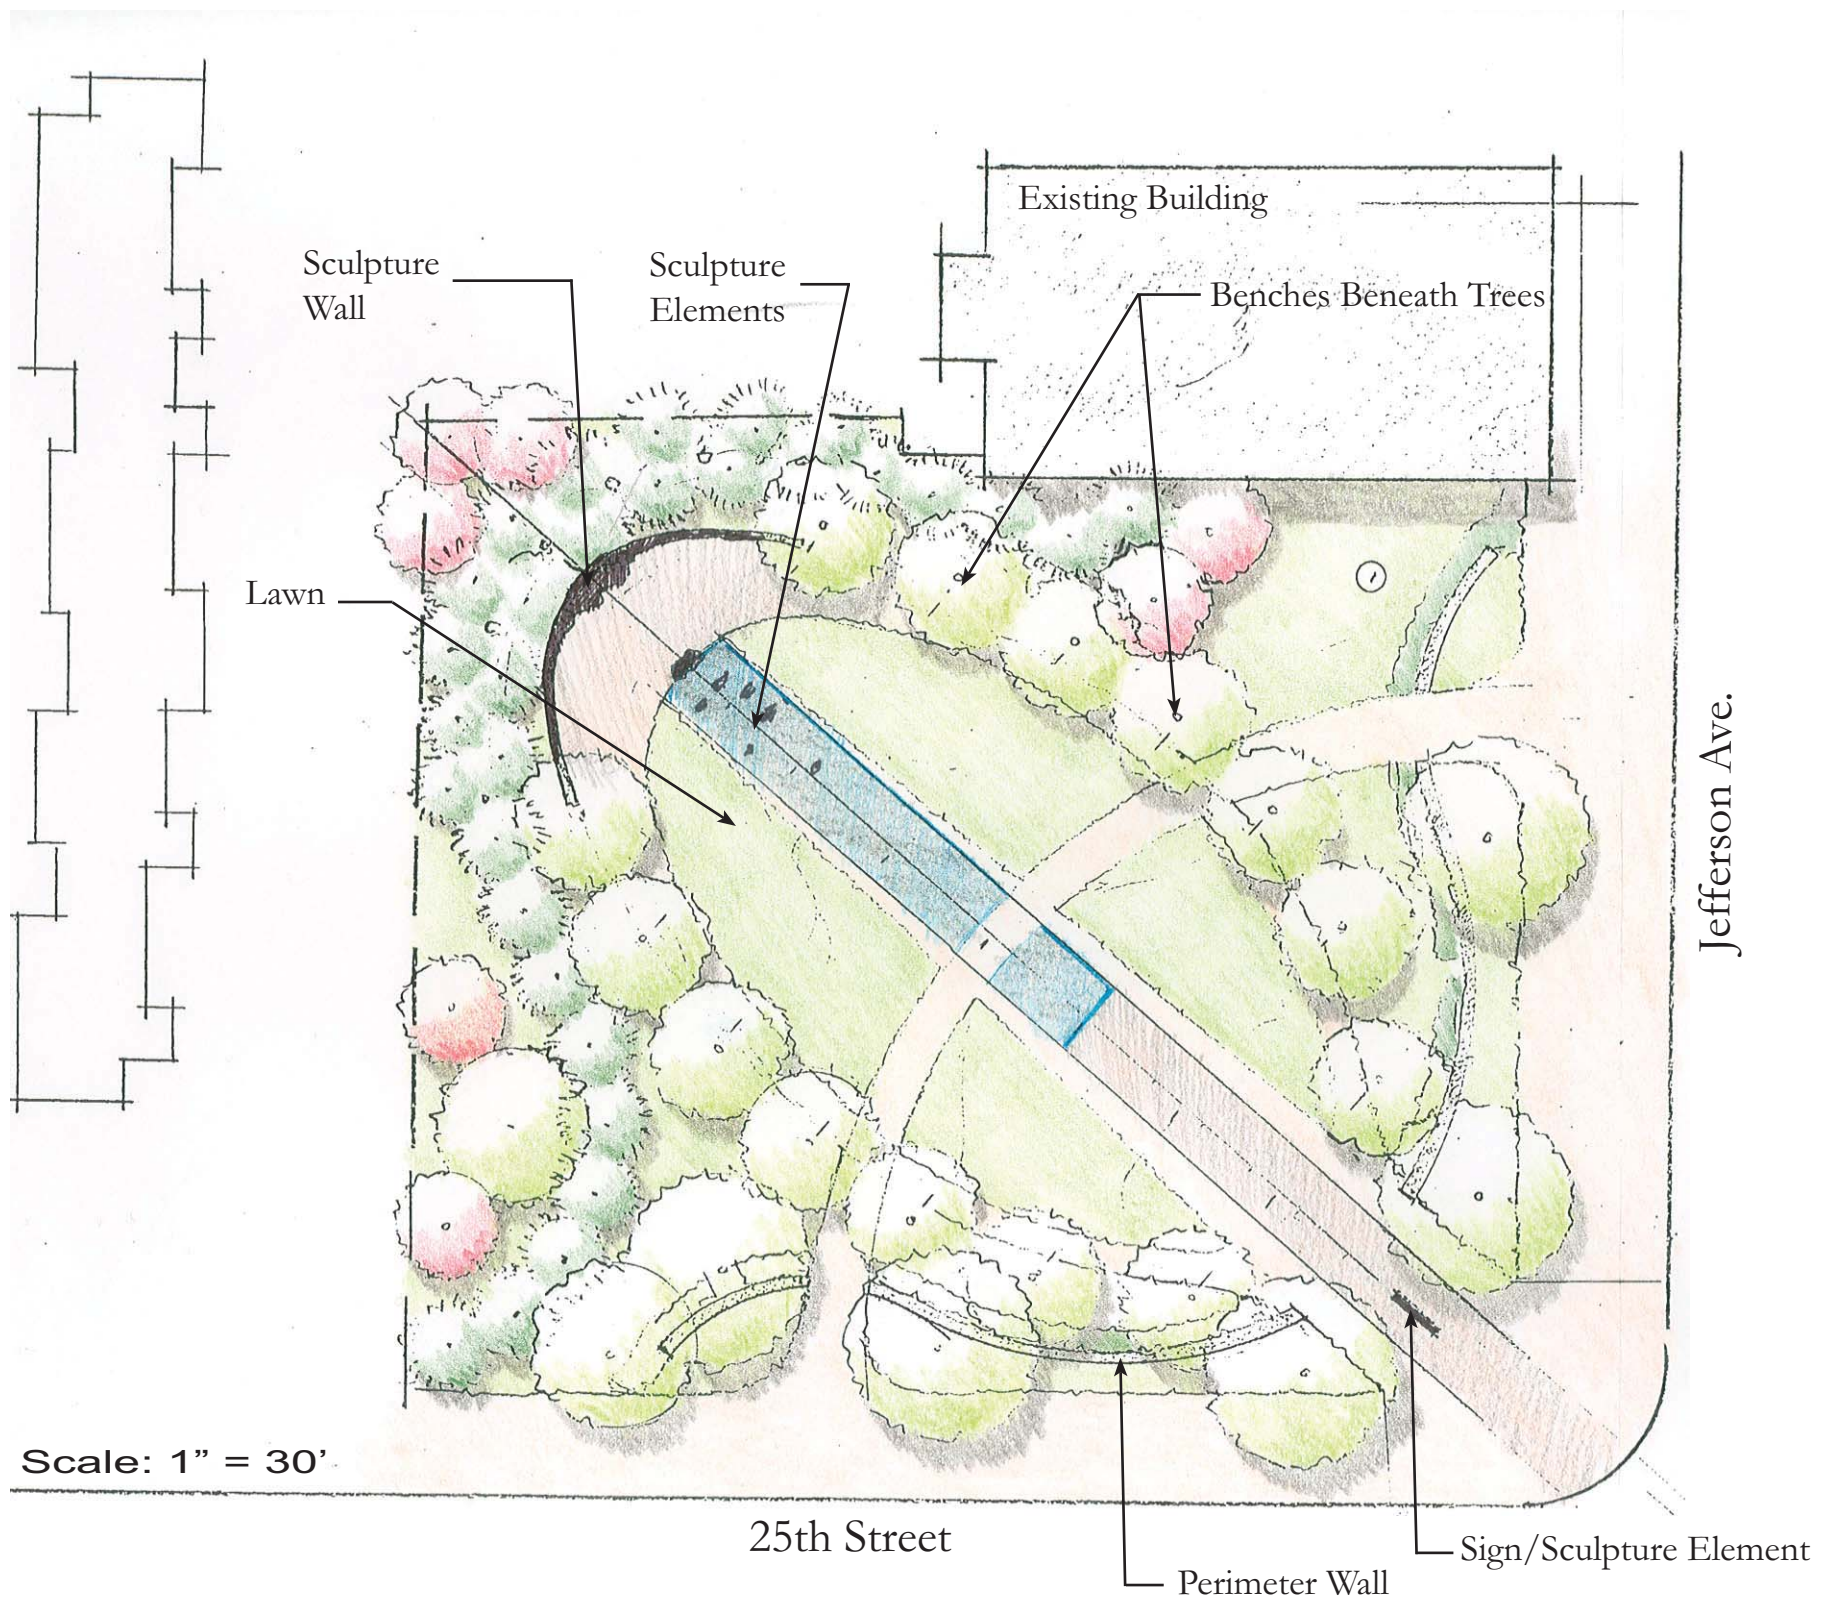 Existing Building
Sculpture
Wall
Sculpture
Elements
Benches Beneath Trees
Lawn
Jefferson Ave.
Scale: 1” = 30’
25th Street
Sign/Sculpture Element
Perimeter Wall